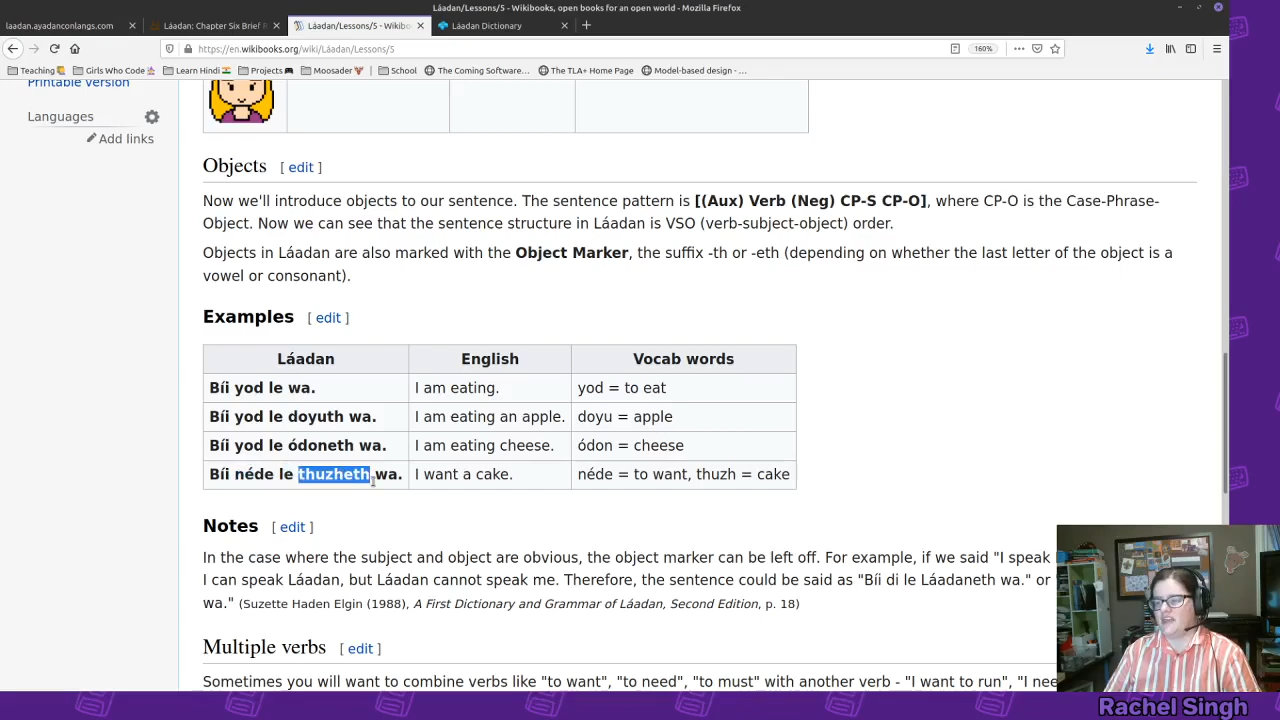 Láadan/Lessons/5 - Wikibooks, open books for an open world - Mozilla Firefox
laadan.ayadanconlangs.com
Láadan; Chapter Six Brief R
Láadan/Lessons/5 - Wikibo
Láadan Dictionary
https://en.wikibooks.org/wiki/Láadan/Lessons/5
160%
Teaching
Girls Who Code
Learn Hindi
Projects
Moosader
School
The Coming Software...
The TLA+ Home Page
Model-based design - ...
Printable version
Languages
Add links
Objects [ edit ]
Now we'll introduce objects to our sentence. The sentence pattern is [(Aux) Verb (Neg) CP-S CP-O], where CP-O is the Case-Phrase-
Object. Now we can see that the sentence structure in Láadan is VSO (verb-subject-object) order.
Objects in Láadan are also marked with the Object Marker, the suffix -th or -eth (depending on whether the last letter of the object is a
vowel or consonant).
Examples [ edit ]
Láadan English Vocab words
Bíi yod le wa. I am eating. yod = to eat
Bíi yod le doyuth wa. I am eating an apple. doyu = apple
Bíi yod le ódoneth wa. I am eating cheese. ódon = cheese
Bíi néde le thuzheth wa. I want a cake. néde = to want, thuzh = cake
Notes [ edit ]
In the case where the subject and object are obvious, the object marker can be left off. For example, if we said "I speak
I can speak Láadan, but Láadan cannot speak me. Therefore, the sentence could be said as "Bíi di le Láadaneth wa." or
wa." (Suzette Haden Elgin (1988), A First Dictionary and Grammar of Láadan, Second Edition, p. 18)
Multiple verbs [ edit ]
Sometimes you will want to combine verbs like "to want", "to need", "to must" with another verb - "I want to run", "I nee
Rachel Singh